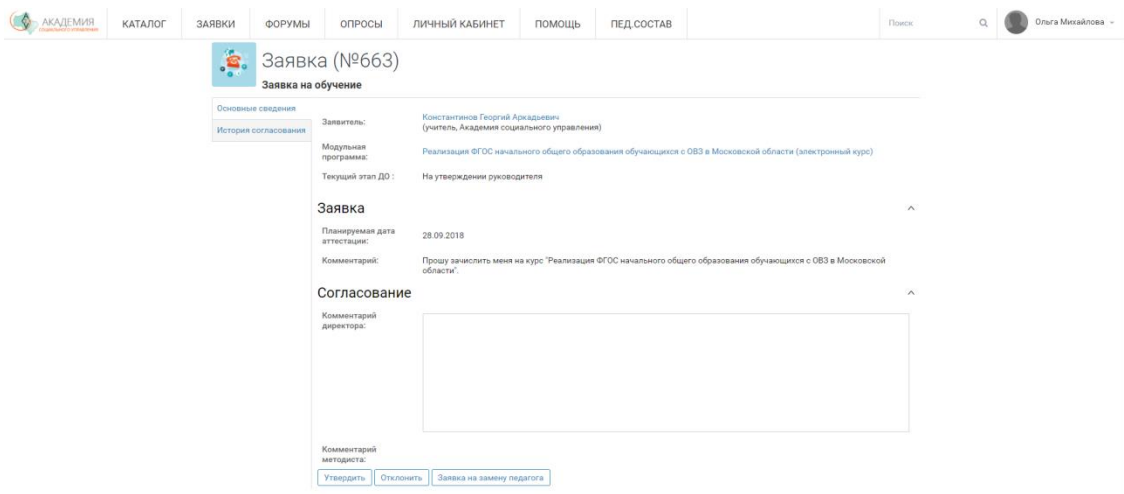 АКАДЕМИЯ
СОЦИАЛЬНОГО УПРАВЛЕНИЯ
КАТАЛОГ
ЗАЯВКИ
ФОРУМЫ
ОПРОСЫ
ЛИЧНЫЙ КАБИНЕТ
ПОМОЩЬ
ПЕД.СОСТАВ
Поиск
Ольга Михайлова
Заявка (№663)
Заявка на обучение
Основные сведения
История согласования
Заявитель:
Константинов Георгий Аркадьевич
(учитель, Академия социального управления)
Модульная
программа:
Реализация ФГОС начального общего образования обучающихся с ОВЗ в Московской области (электронный курс)
Текущий этап ДО :
На утверждении руководителя
Заявка
Планируемая дата
аттестации:
28.09.2018
Комментарий:
Прошу зачислить меня на курс "Реализация ФГОС начального общего образования обучающихся с ОВЗ в Московской
области".
Согласование
Комментарий
директора:
Комментарий
методиста:
Утвердить
Отклонить
Заявка на замену педагога